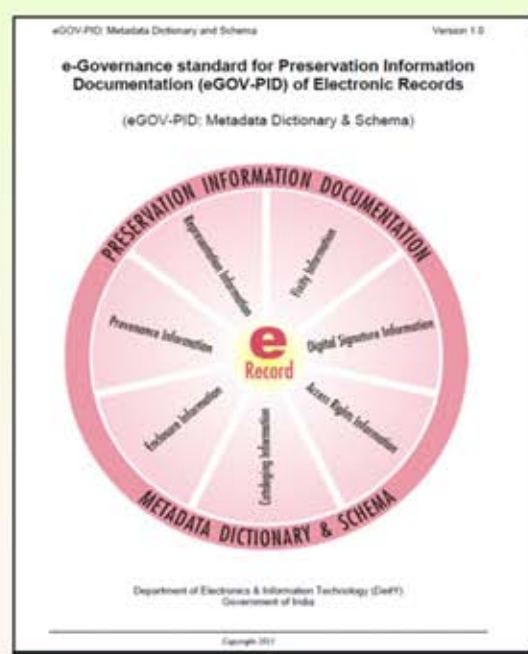 eGOV-PID: Metadata Dictionary and Schema
Version 1.0
e-Governance standard for Preservation Information
Documentation (eGOV-PID) of Electronic Records
(eGOV-PID: Metadata Dictionary & Schema)
PRESERVATION INFORMATION DOCUMENTATION
Representation Information
Fixity Information
Provenance Information
Digital Signature Information
e
Record
Enclosure Information
Access Rights Information
Cataloging Information
METADATA DICTIONARY & SCHEMA
Department of Electronics & Information Technology (DeitY)
Government of India
Copyright